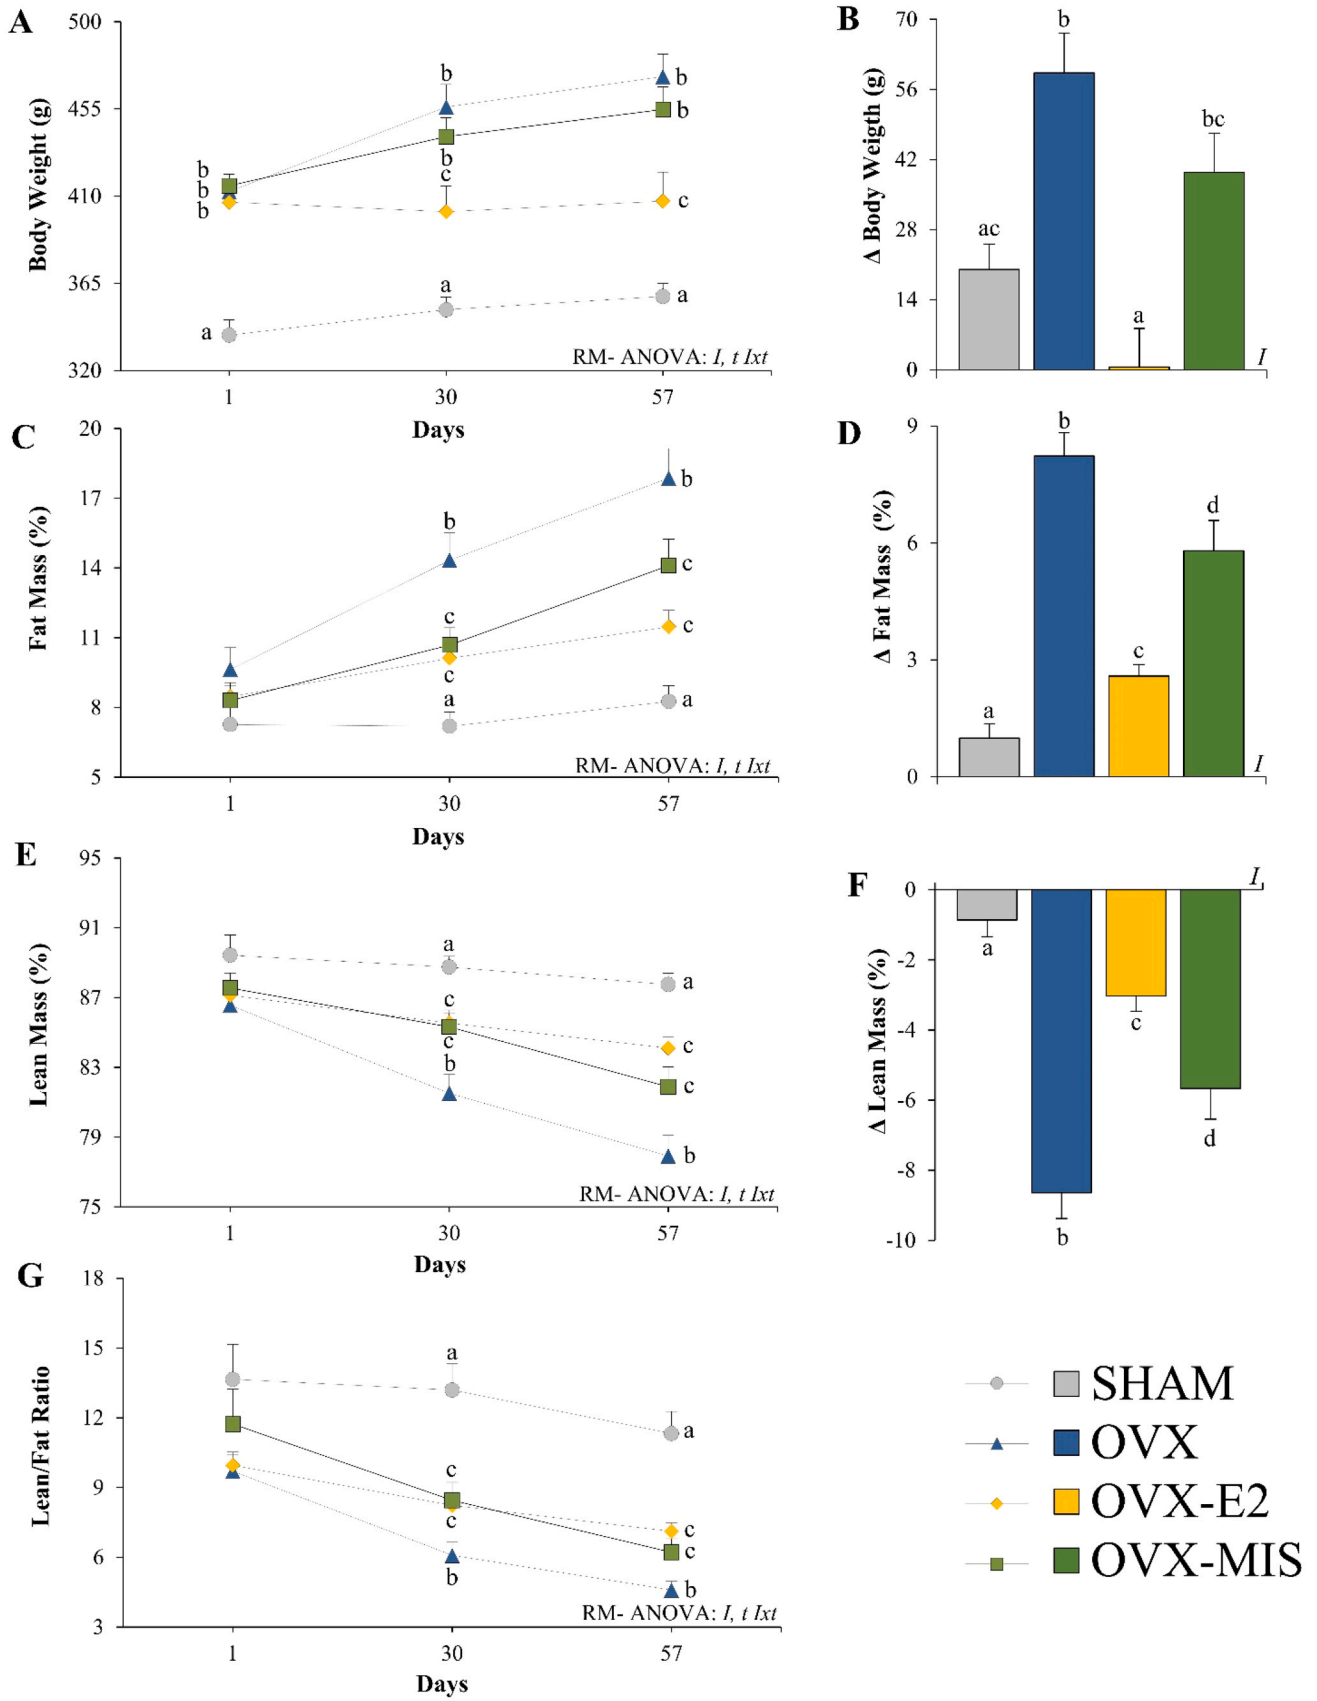 A
500
455
410
365
320
Body Weight (g)
b
b
b
a
b
b
c
a
b
b
c
a
RM- ANOVA: I, t Ixt
1 30 57
Days
B
70
56
42
28
14
0
Δ Body Weigth (g)
ac
b
a
bc
I
C
20
17
14
11
8
5
Fat Mass (%)
b
c
c
a
b
c
c
a
RM- ANOVA: I, t Ixt
1 30 57
Days
D
9
6
3
0
Δ Fat Mass (%)
a
b
c
d
I
E
95
91
87
83
79
75
Lean Mass (%)
a
c
c
b
a
c
c
b
RM- ANOVA: I, t Ixt
1 30 57
Days
F
0
-2
-4
-6
-8
-10
Δ Lean Mass (%)
a
b
c
d
I
G
18
15
12
9
6
3
Lean/Fat Ratio
a
c
c
b
a
c
c
b
RM- ANOVA: I, t Ixt
1 30 57
Days
SHAM
OVX
OVX-E2
OVX-MIS